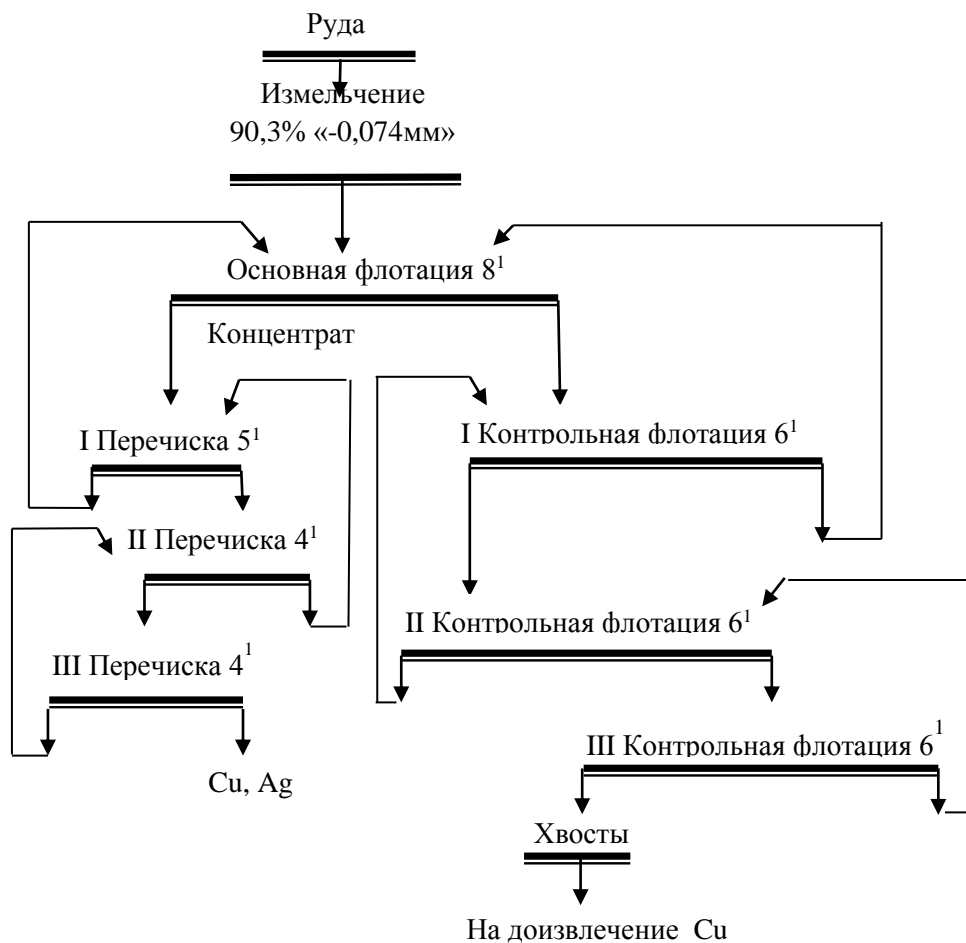 Руда
Измельчение
90,3% «-0,074мм»
Основная флотация 8¹
Концентрат
I Перечиска 5¹
I Контрольная флотация 6¹
II Перечиска 4¹
II Контрольная флотация 6¹
III Перечиска 4¹
III Контрольная флотация 6¹
Cu, Ag
Хвосты
На доизвлечение Cu